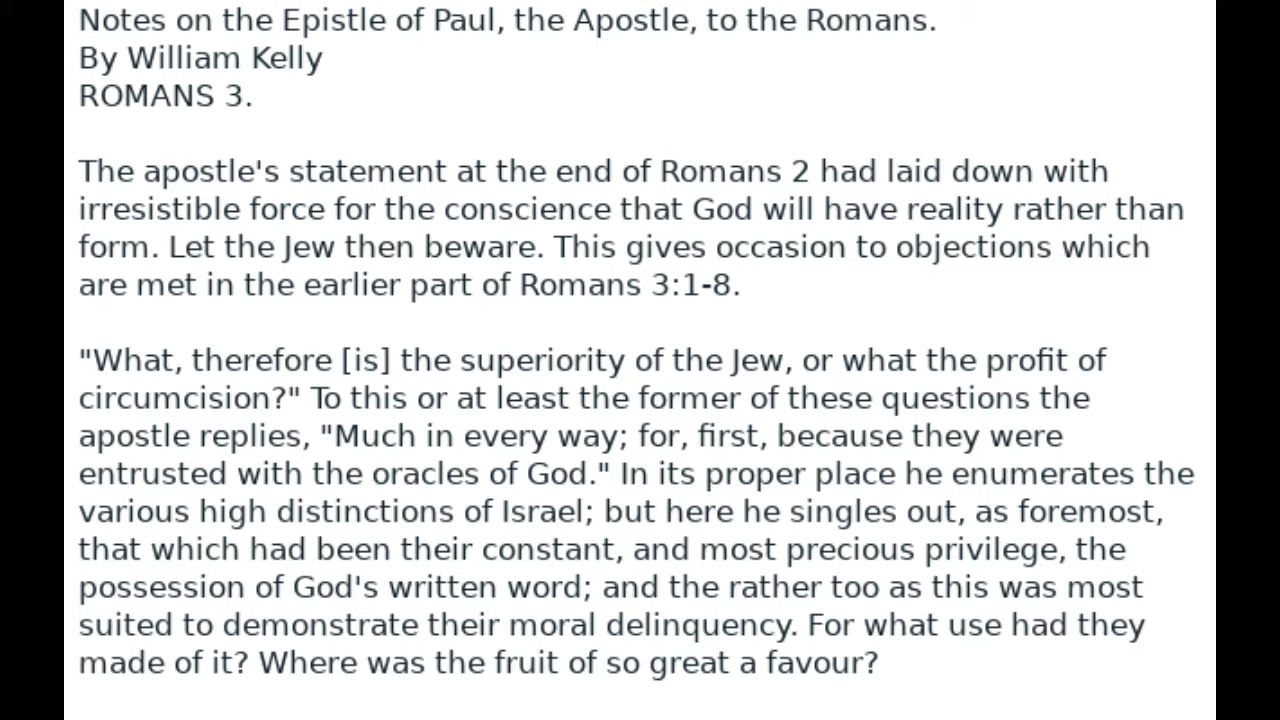 Notes on the Epistle of Paul, the Apostle, to the Romans.
By William Kelly
ROMANS 3.
The apostle's statement at the end of Romans 2 had laid down with
irresistible force for the conscience that God will have reality rather than
form. Let the Jew then beware. This gives occasion to objections which
are met in the earlier part of Romans 3:1-8.
"What, therefore [is] the superiority of the Jew, or what the profit of
circumcision?" To this or at least the former of these questions the
apostle replies, "Much in every way; for, first, because they were
entrusted with the oracles of God." In its proper place he enumerates the
various high distinctions of Israel; but here he singles out, as foremost,
that which had been their constant, and most precious privilege, the
possession of God's written word; and the rather too as this was most
suited to demonstrate their moral delinquency. For what use had they
made of it? Where was the fruit of so great a favour?